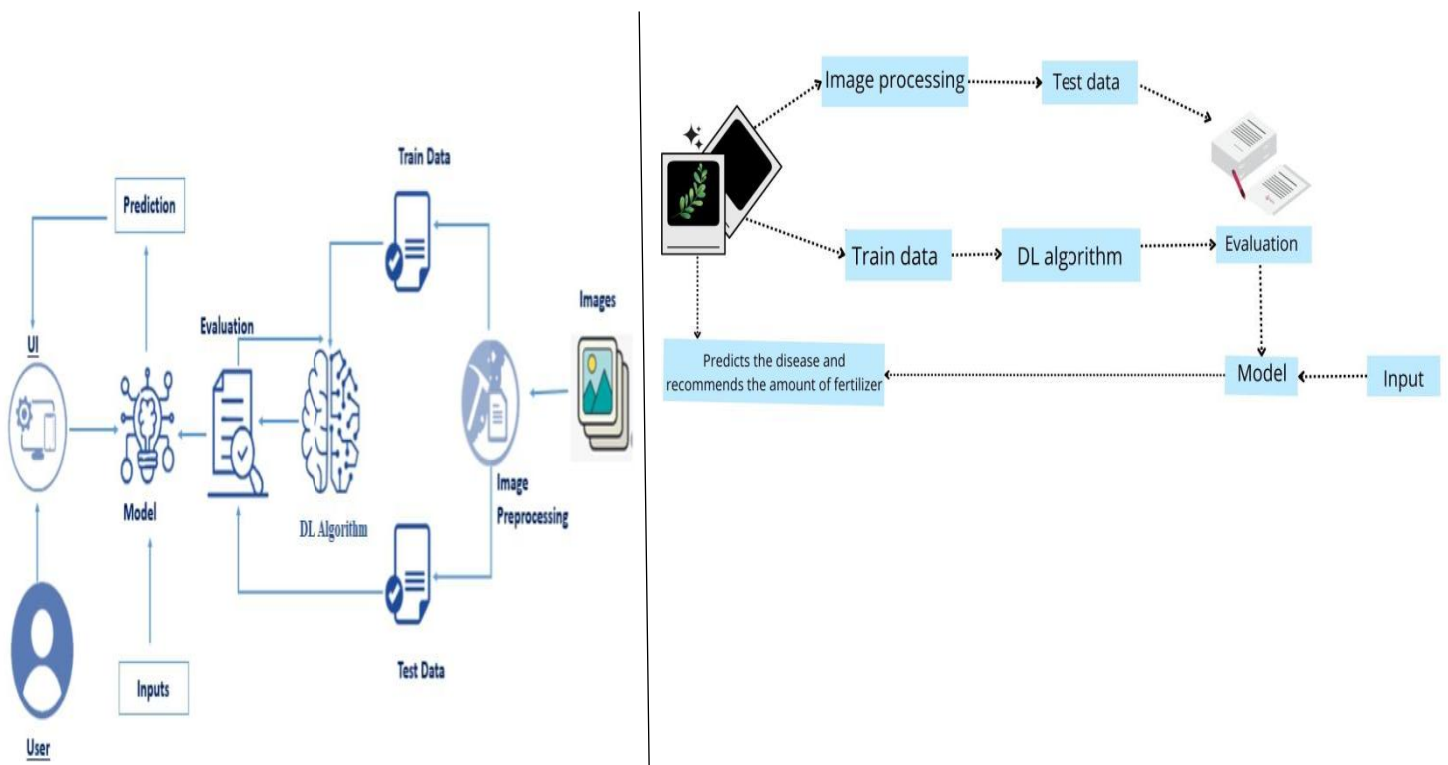 Train Data
Prediction
Images
Evaluation
UI
Image
Preprocessing
Model
DL Algorithm
Test Data
Inputs
User
Image processing
Test data
Train data
DL algorithm
Evaluation
Predicts the disease and
recommends the amount of fertilizer
Model
Input